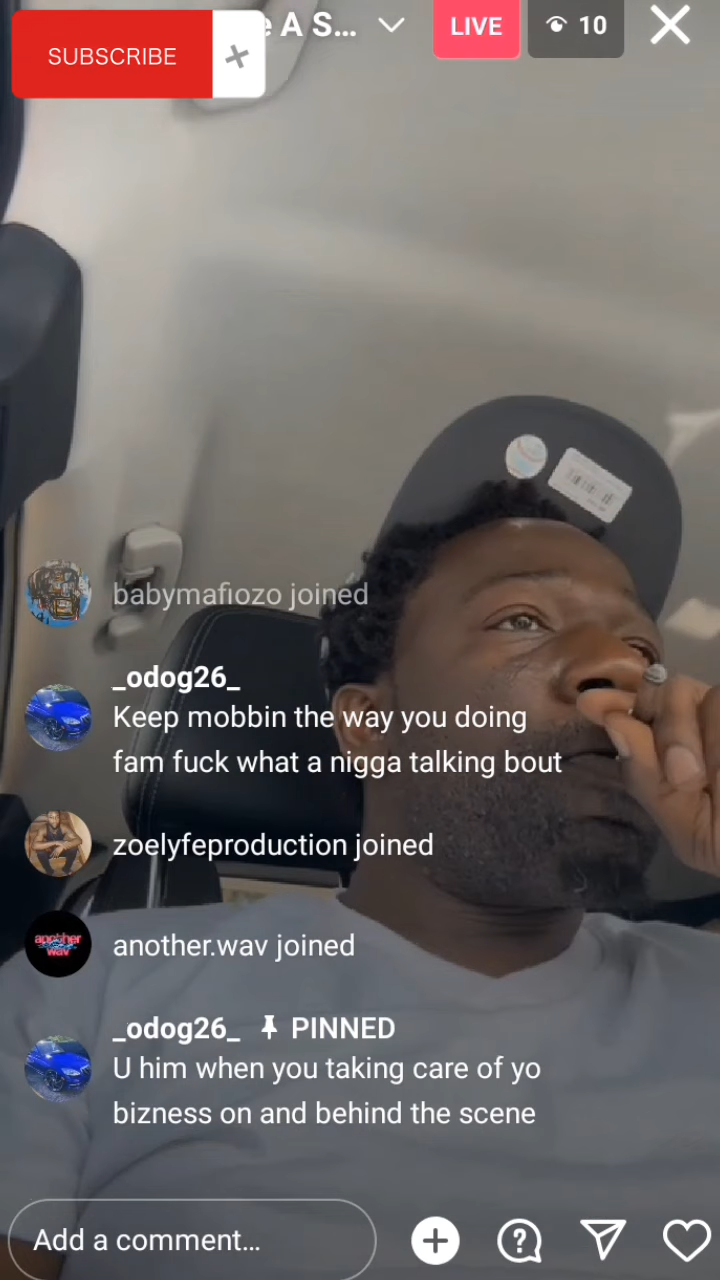 SUBSCRIBE
e A S...
LIVE
10
babymafiozo joined
_odog26_
Keep mobbin the way you doing
fam fuck what a nigga talking bout
zoelyfeproduction joined
another
wav
another.wav joined
_odog26_ PINNED
U him when you taking care of yo
bizness on and behind the scene
Add a comment...